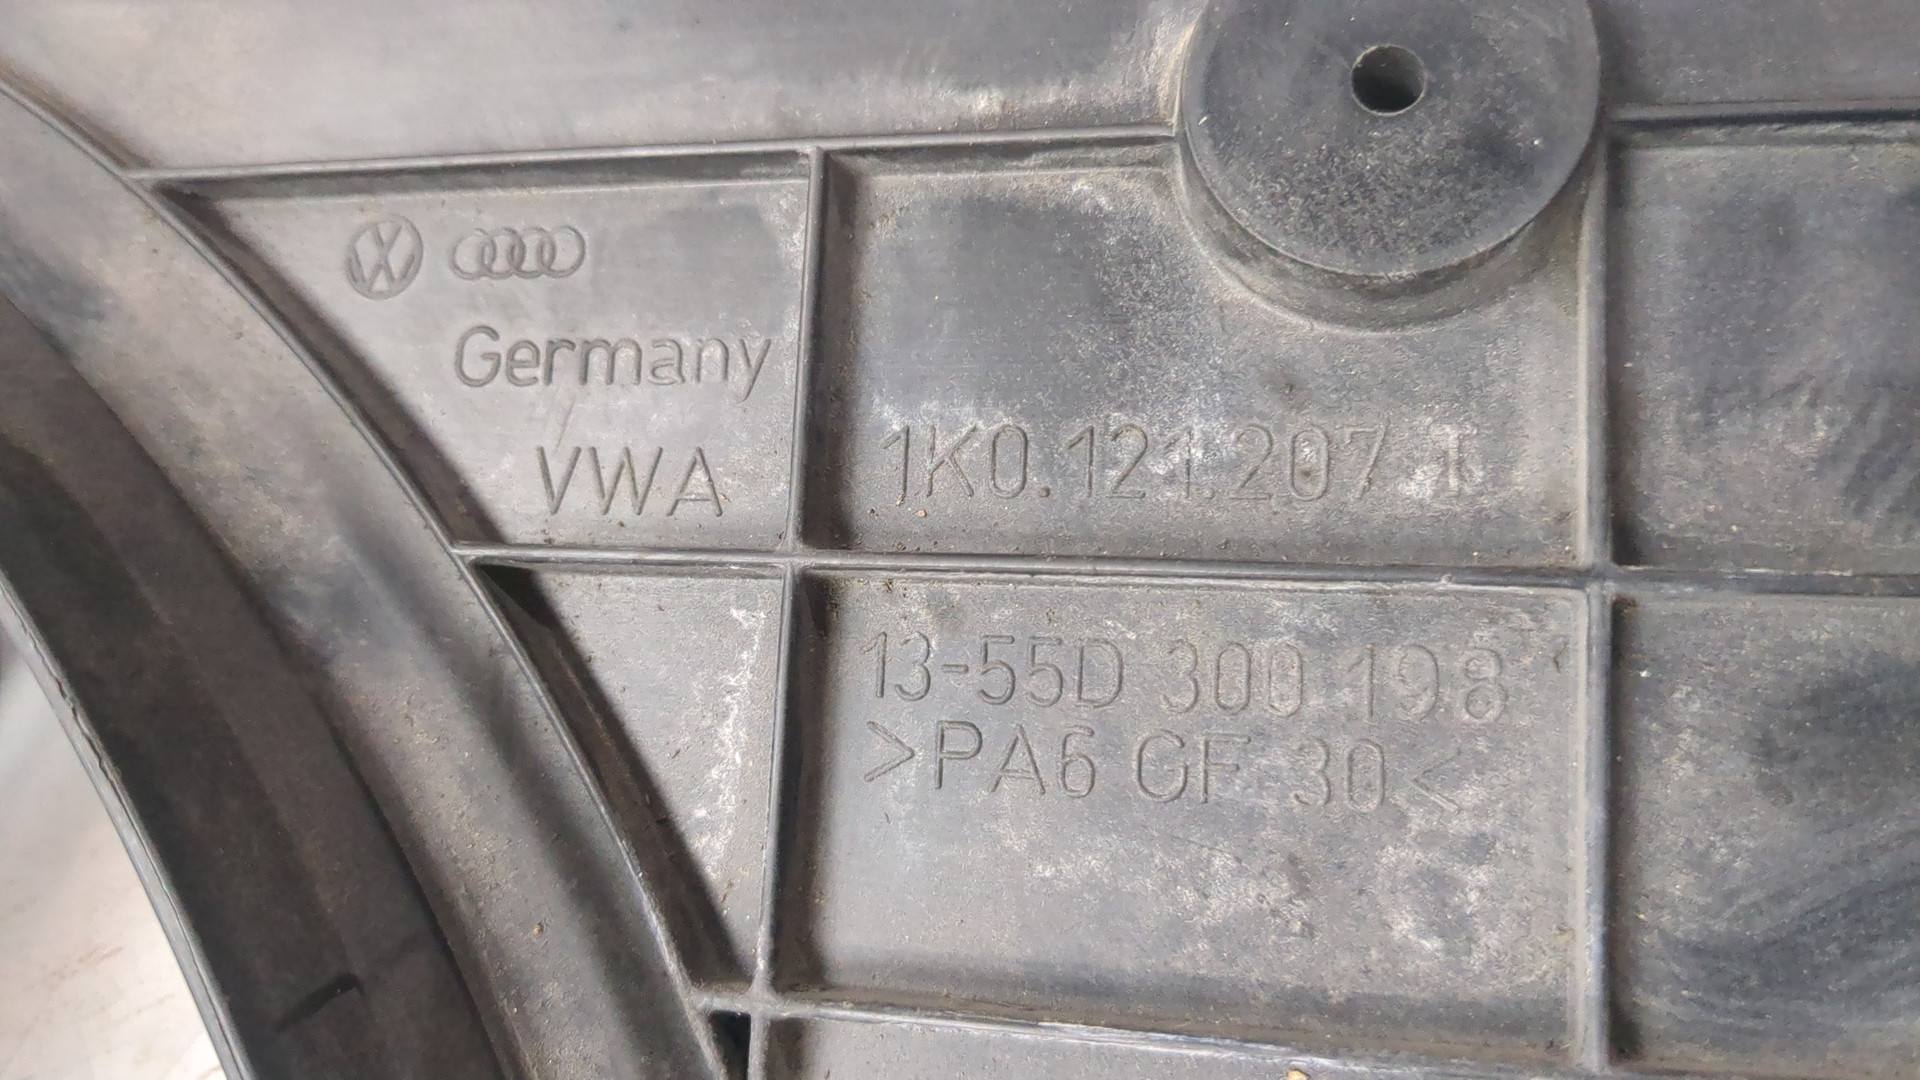 Germany
VWA
1K0.121.207 T
13-55D 300 198
>PA6 GF 30<